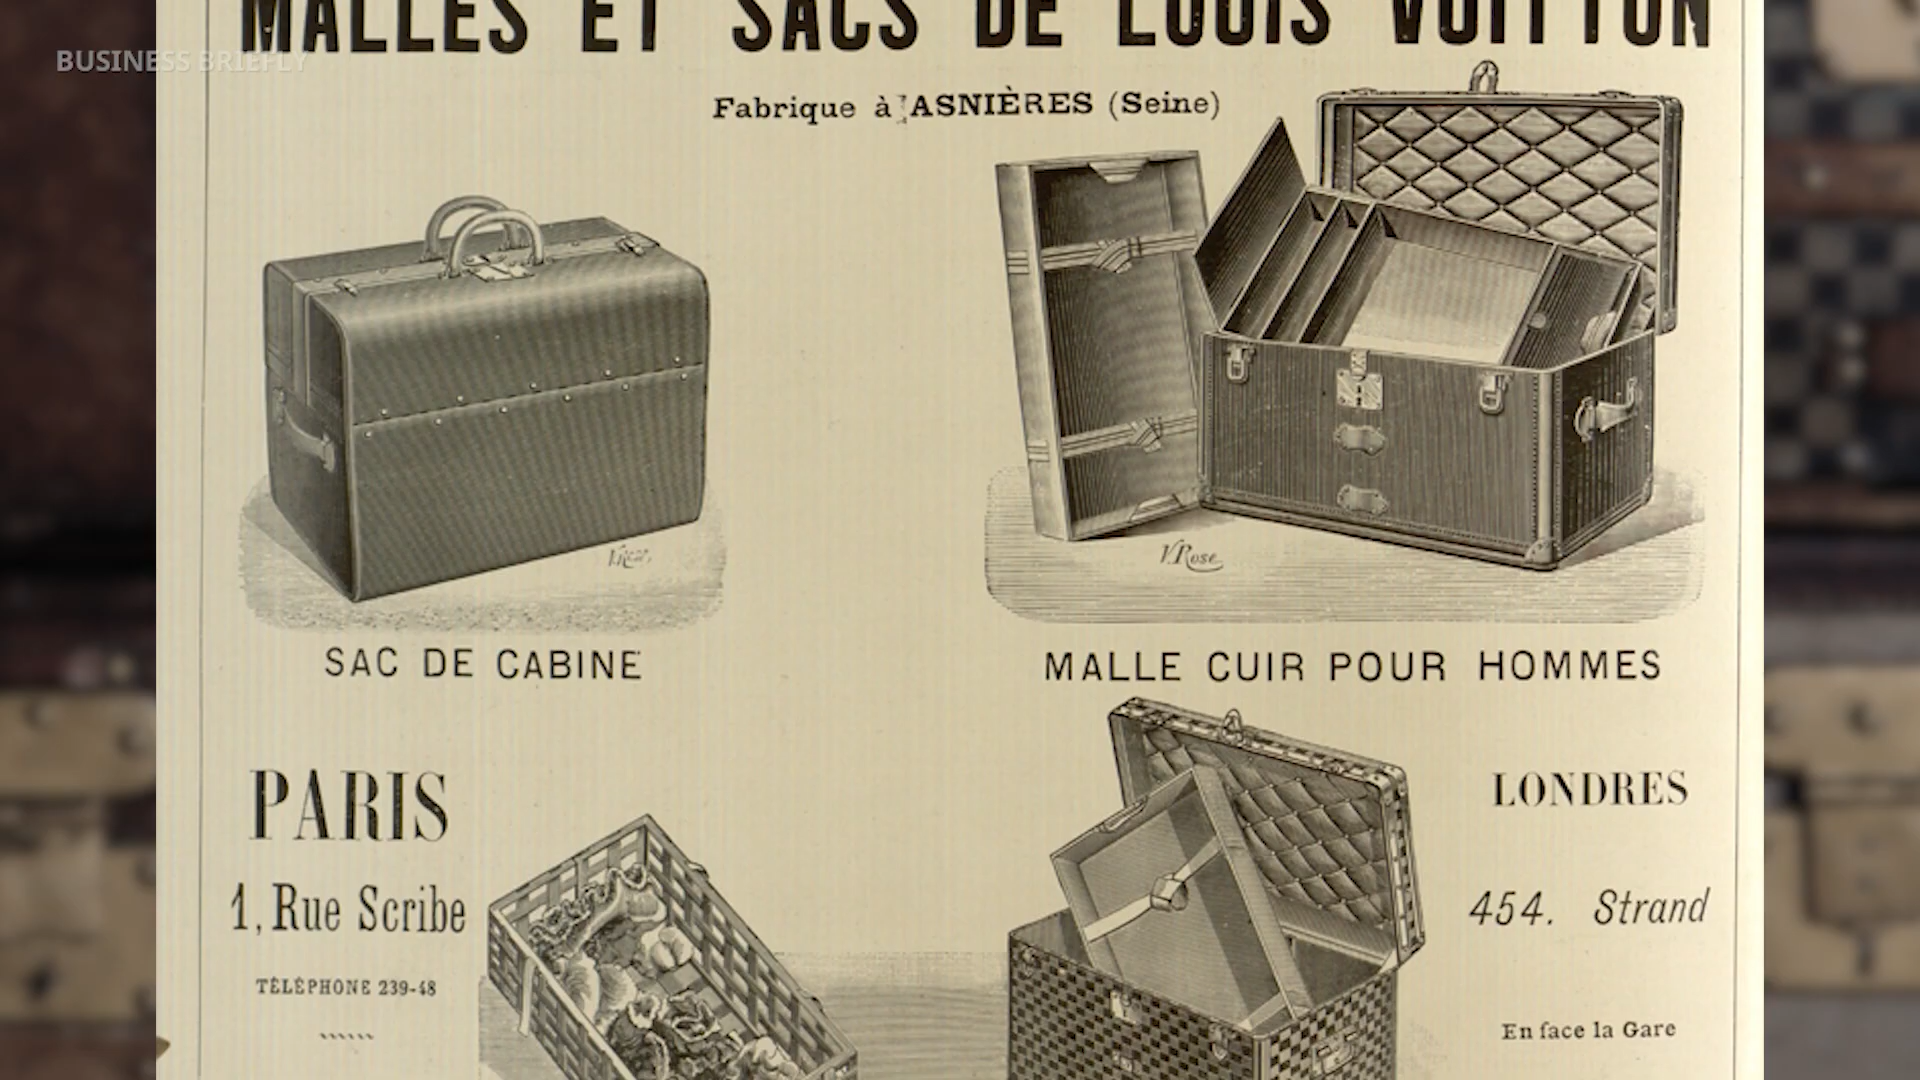 MALLES ET SACS DE LOUIS VUITTON
BUSINESS BRIEFLY
Fabrique à ASNIÈRES (Seine)
V.Rose
V.Rose
SAC DE CABINE
MALLE CUIR POUR HOMMES
PARIS
1, Rue Scribe
TÉLÉPHONE 239-48
LONDRES
454. Strand
En face la Gare